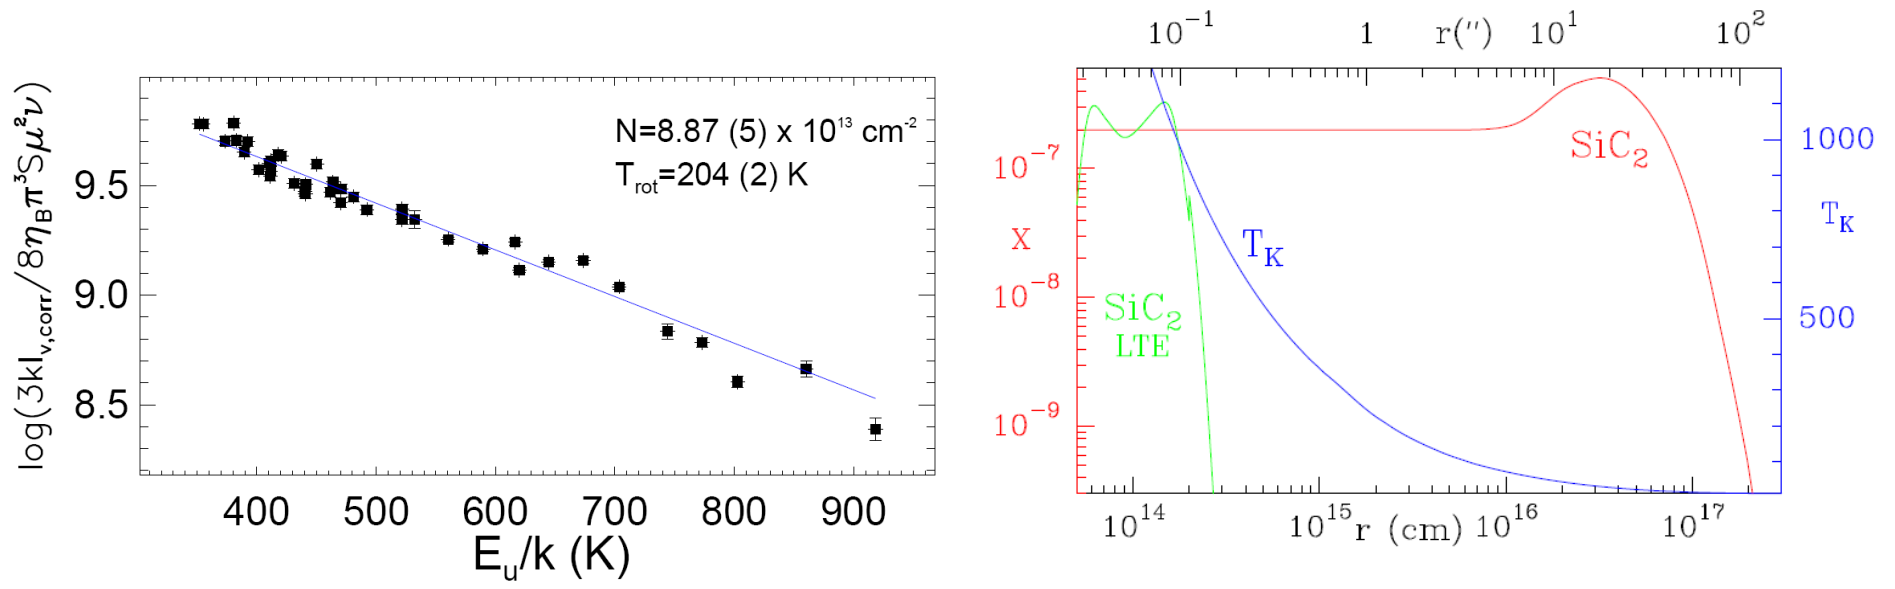 log(3kI_v,corr/8η_Bπ³Sμ²ν)
9.5
9.0
8.5
N=8.87 (5) x 10¹³ cm⁻²
T_rot=204 (2) K
400 500 600 700 800 900
E_u/k (K)
10⁻¹ 1 r(″) 10¹ 10²
X
10⁻⁷
10⁻⁸
10⁻⁹
SiC₂
T_K
SiC₂
LTE
1000
T_K
500
10¹⁴ 10¹⁵ r (cm) 10¹⁶ 10¹⁷